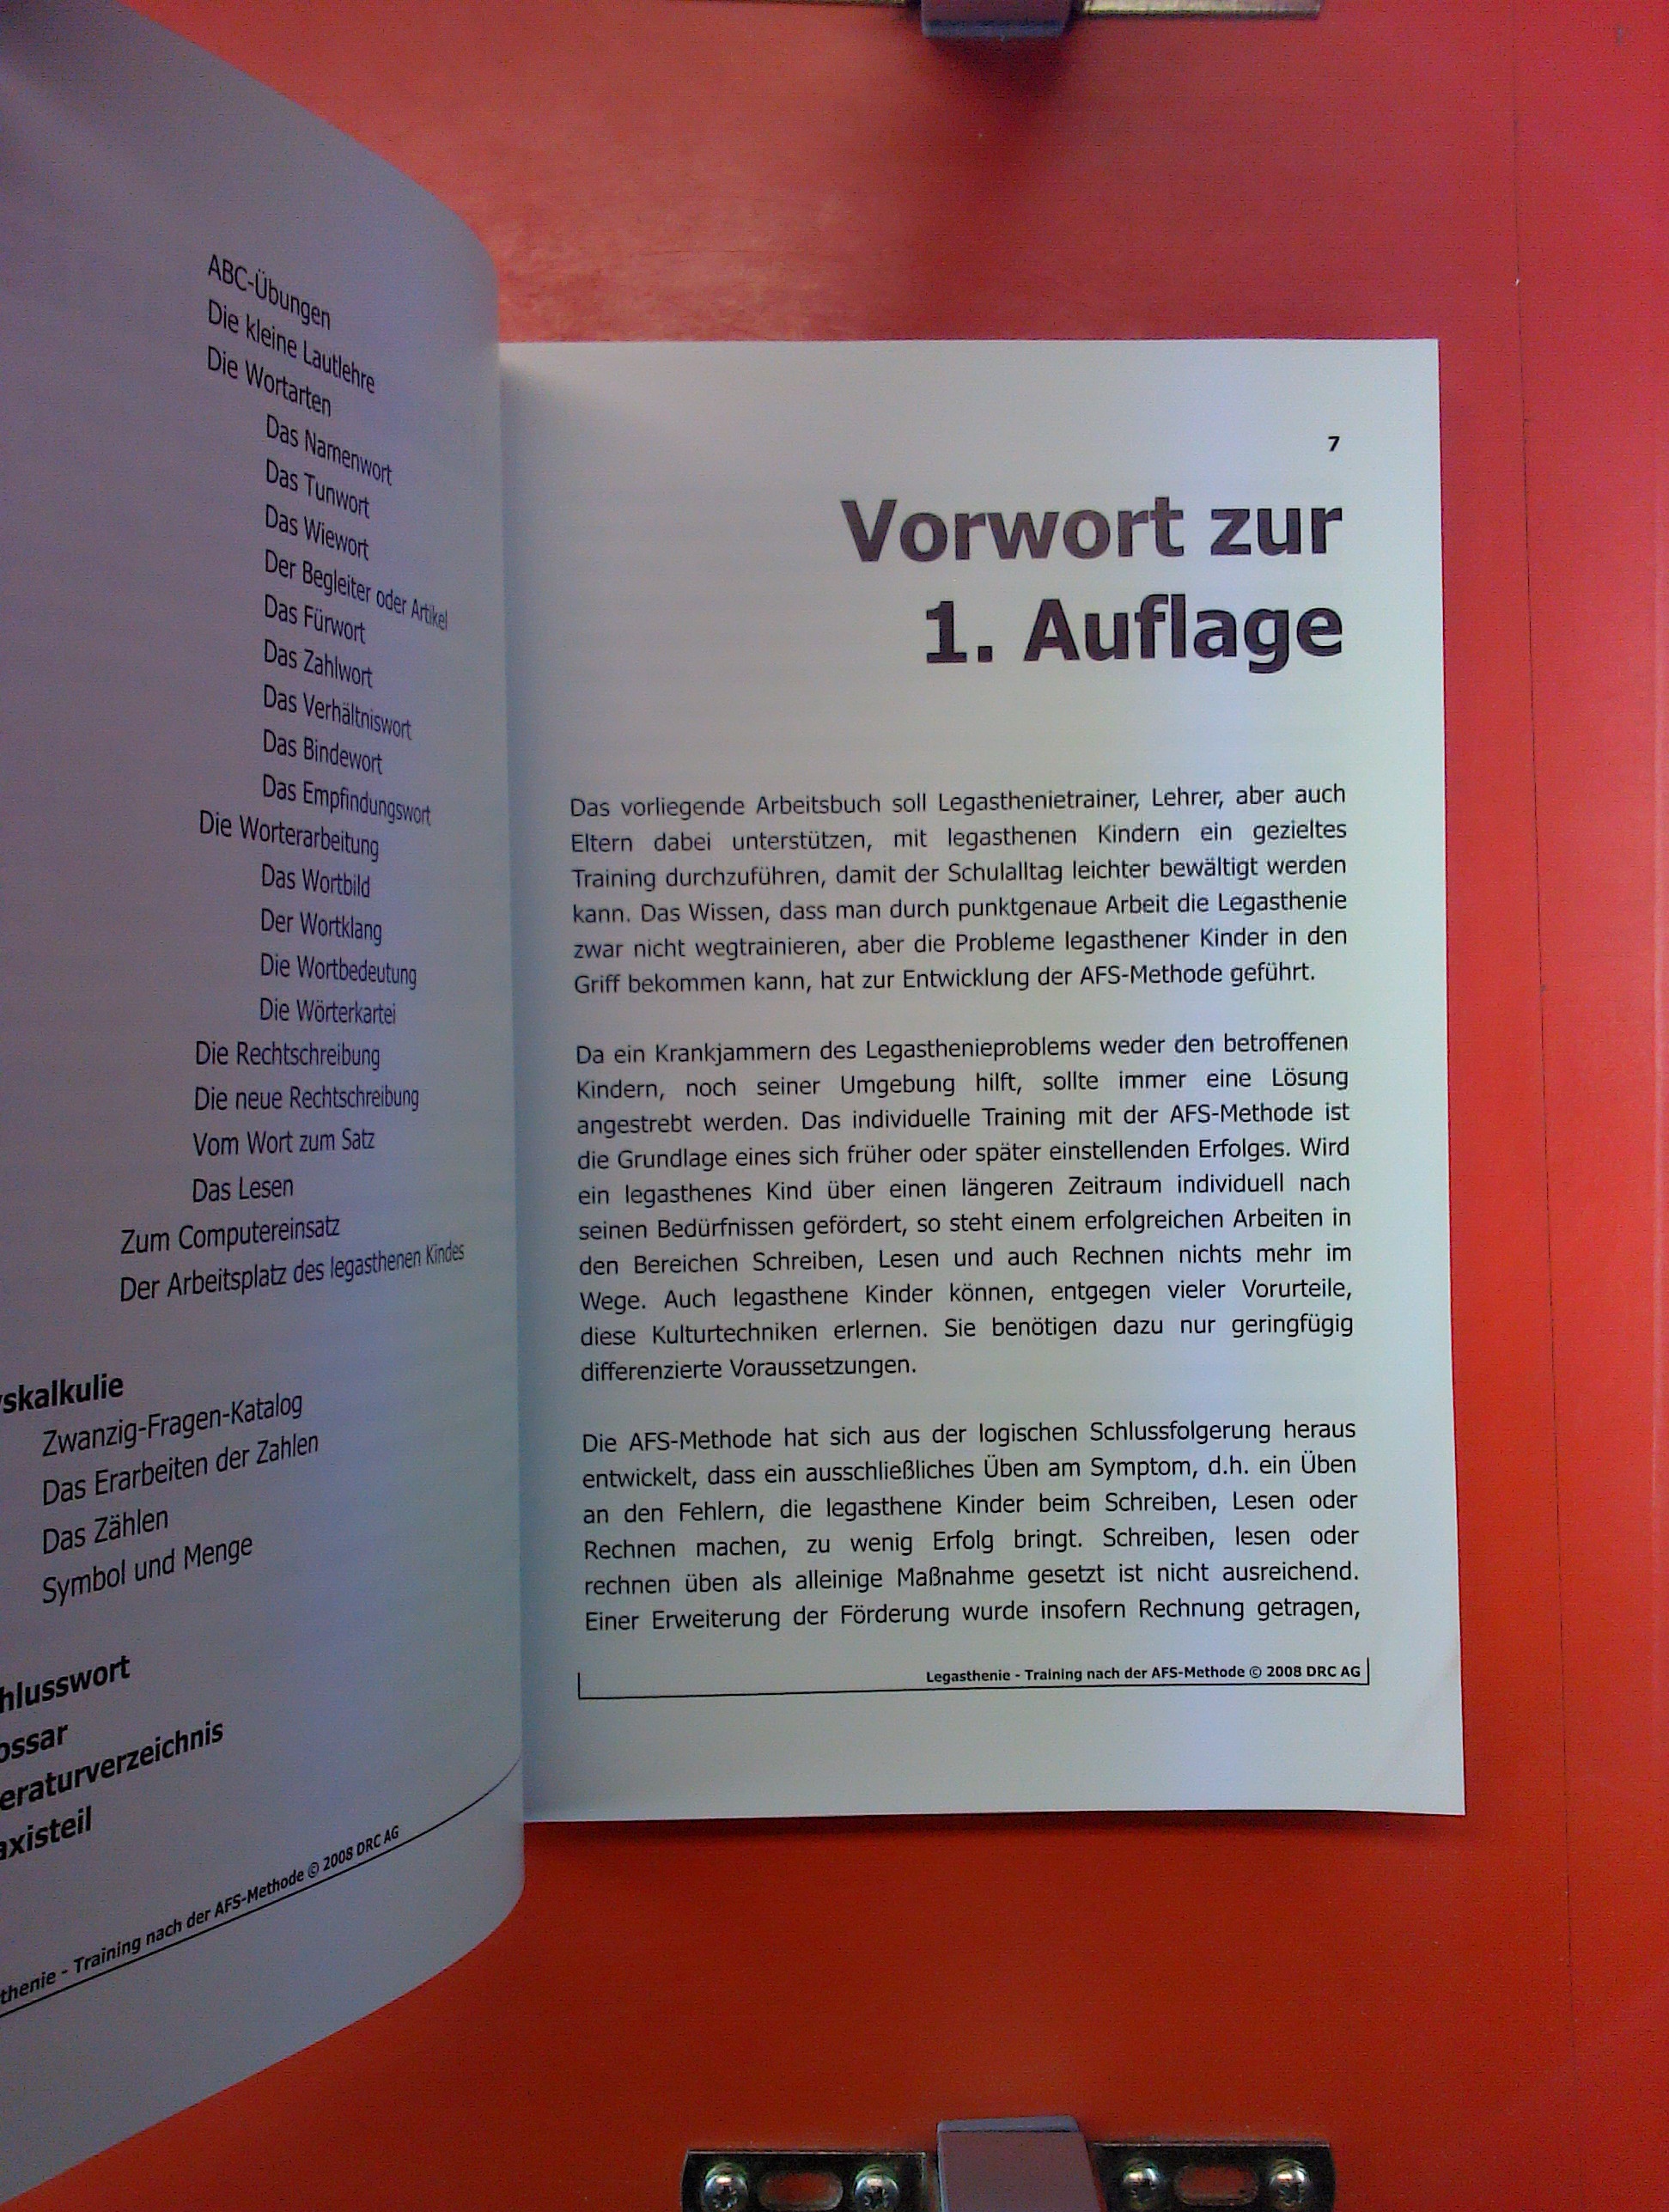 ABC-Übungen
Die kleine Lautlehre
Die Wortarten
Das Namenwort
Das Tunwort
Das Wiewort
Der Begleiter oder Artikel
Das Fürwort
Das Zahlwort
Das Verhältniswort
Das Bindewort
Das Empfindungswort
Die Worterarbeitung
Das Wortbild
Der Wortklang
Die Wortbedeutung
Die Wörterkartei
Die Rechtschreibung
Die neue Rechtschreibung
Vom Wort zum Satz
Das Lesen
Zum Computereinsatz
Der Arbeitsplatz des legasthenen Kindes
yskalkulie
Zwanzig-Fragen-Katalog
Das Erarbeiten der Zahlen
Das Zählen
Symbol und Menge
hlusswort
ossar
eraturverzeichnis
axisteil
thenie - Training nach der AFS-Methode © 2008 DRC AG
7
Vorwort zur
1. Auflage
Das vorliegende Arbeitsbuch soll Legasthenietrainer, Lehrer, aber auch
Eltern dabei unterstützen, mit legasthenen Kindern ein gezieltes
Training durchzuführen, damit der Schulalltag leichter bewältigt werden
kann. Das Wissen, dass man durch punktgenaue Arbeit die Legasthenie
zwar nicht wegtrainieren, aber die Probleme legasthener Kinder in den
Griff bekommen kann, hat zur Entwicklung der AFS-Methode geführt.
Da ein Krankjammern des Legasthenieproblems weder den betroffenen
Kindern, noch seiner Umgebung hilft, sollte immer eine Lösung
angestrebt werden. Das individuelle Training mit der AFS-Methode ist
die Grundlage eines sich früher oder später einstellenden Erfolges. Wird
ein legasthenes Kind über einen längeren Zeitraum individuell nach
seinen Bedürfnissen gefördert, so steht einem erfolgreichen Arbeiten in
den Bereichen Schreiben, Lesen und auch Rechnen nichts mehr im
Wege. Auch legasthene Kinder können, entgegen vieler Vorurteile,
diese Kulturtechniken erlernen. Sie benötigen dazu nur geringfügig
differenzierte Voraussetzungen.
Die AFS-Methode hat sich aus der logischen Schlussfolgerung heraus
entwickelt, dass ein ausschließliches Üben am Symptom, d.h. ein Üben
an den Fehlern, die legasthene Kinder beim Schreiben, Lesen oder
Rechnen machen, zu wenig Erfolg bringt. Schreiben, lesen oder
rechnen üben als alleinige Maßnahme gesetzt ist nicht ausreichend.
Einer Erweiterung der Förderung wurde insofern Rechnung getragen,
Legasthenie - Training nach der AFS-Methode © 2008 DRC AG